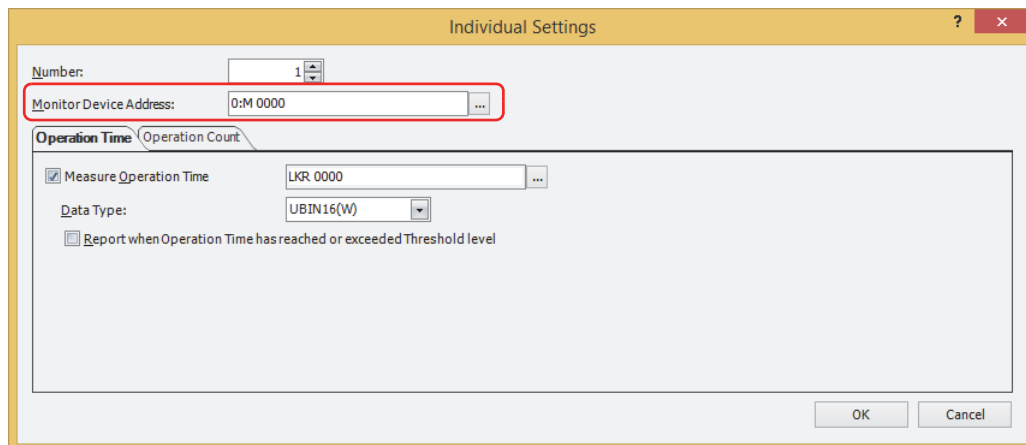 Individual Settings
?
Number:
1
Monitor Device Address:
0:M 0000
...
Operation Time
Operation Count
Measure Operation Time
LKR 0000
...
Data Type:
UBIN16(W)
Report when Operation Time has reached or exceeded Threshold level
OK
Cancel